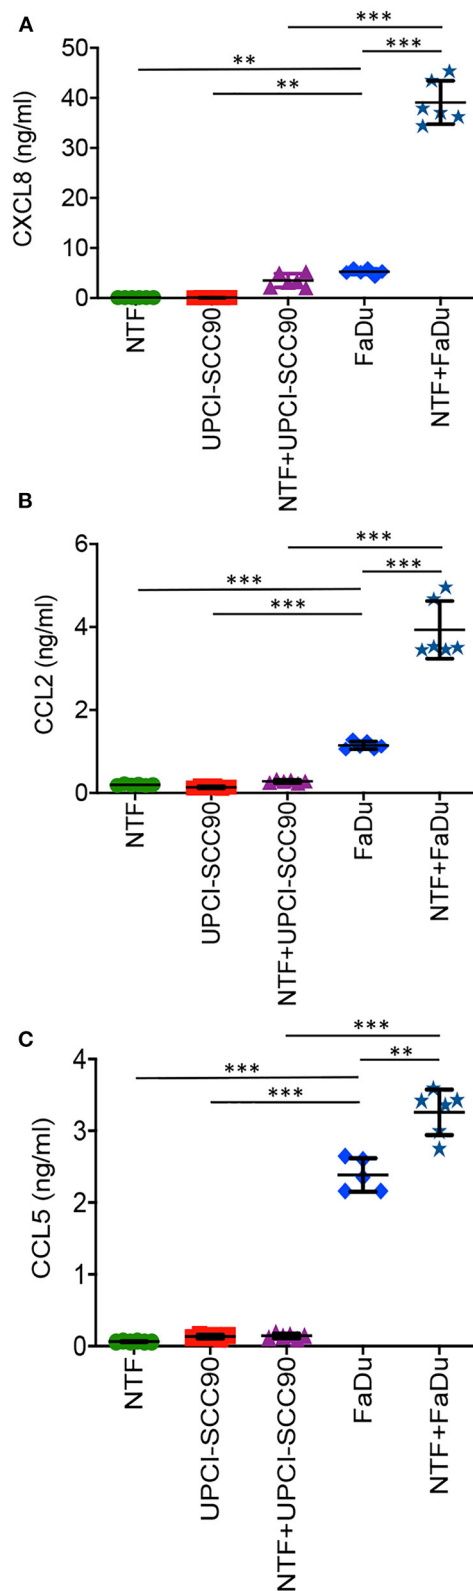 A
***
***
**
**
50
40
30
20
10
0
CXCL8 (ng/ml)
NTF
UPCI-SCC90
NTF+UPCI-SCC90
FaDu
NTF+FaDu
B
***
***
***
***
6
4
2
0
CCL2 (ng/ml)
NTF
UPCI-SCC90
NTF+UPCI-SCC90
FaDu
NTF+FaDu
C
***
**
***
***
4
3
2
1
0
CCL5 (ng/ml)
NTF
UPCI-SCC90
NTF+UPCI-SCC90
FaDu
NTF+FaDu